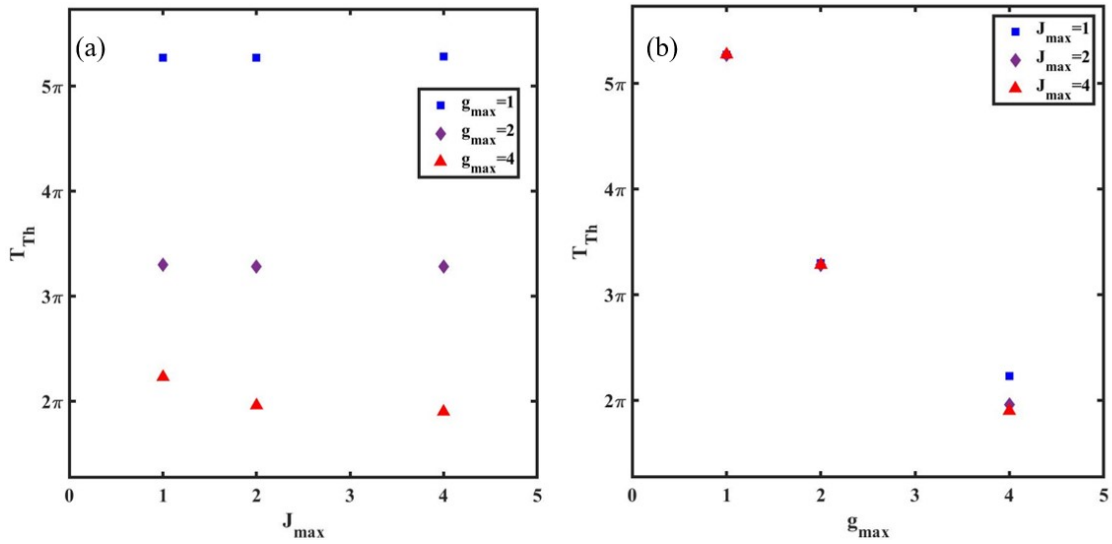 (a)
g_max=1
g_max=2
g_max=4
5π
4π
3π
2π
T_Th
0 1 2 3 4 5
J_max
(b)
J_max=1
J_max=2
J_max=4
5π
4π
3π
2π
T_Th
0 1 2 3 4 5
g_max